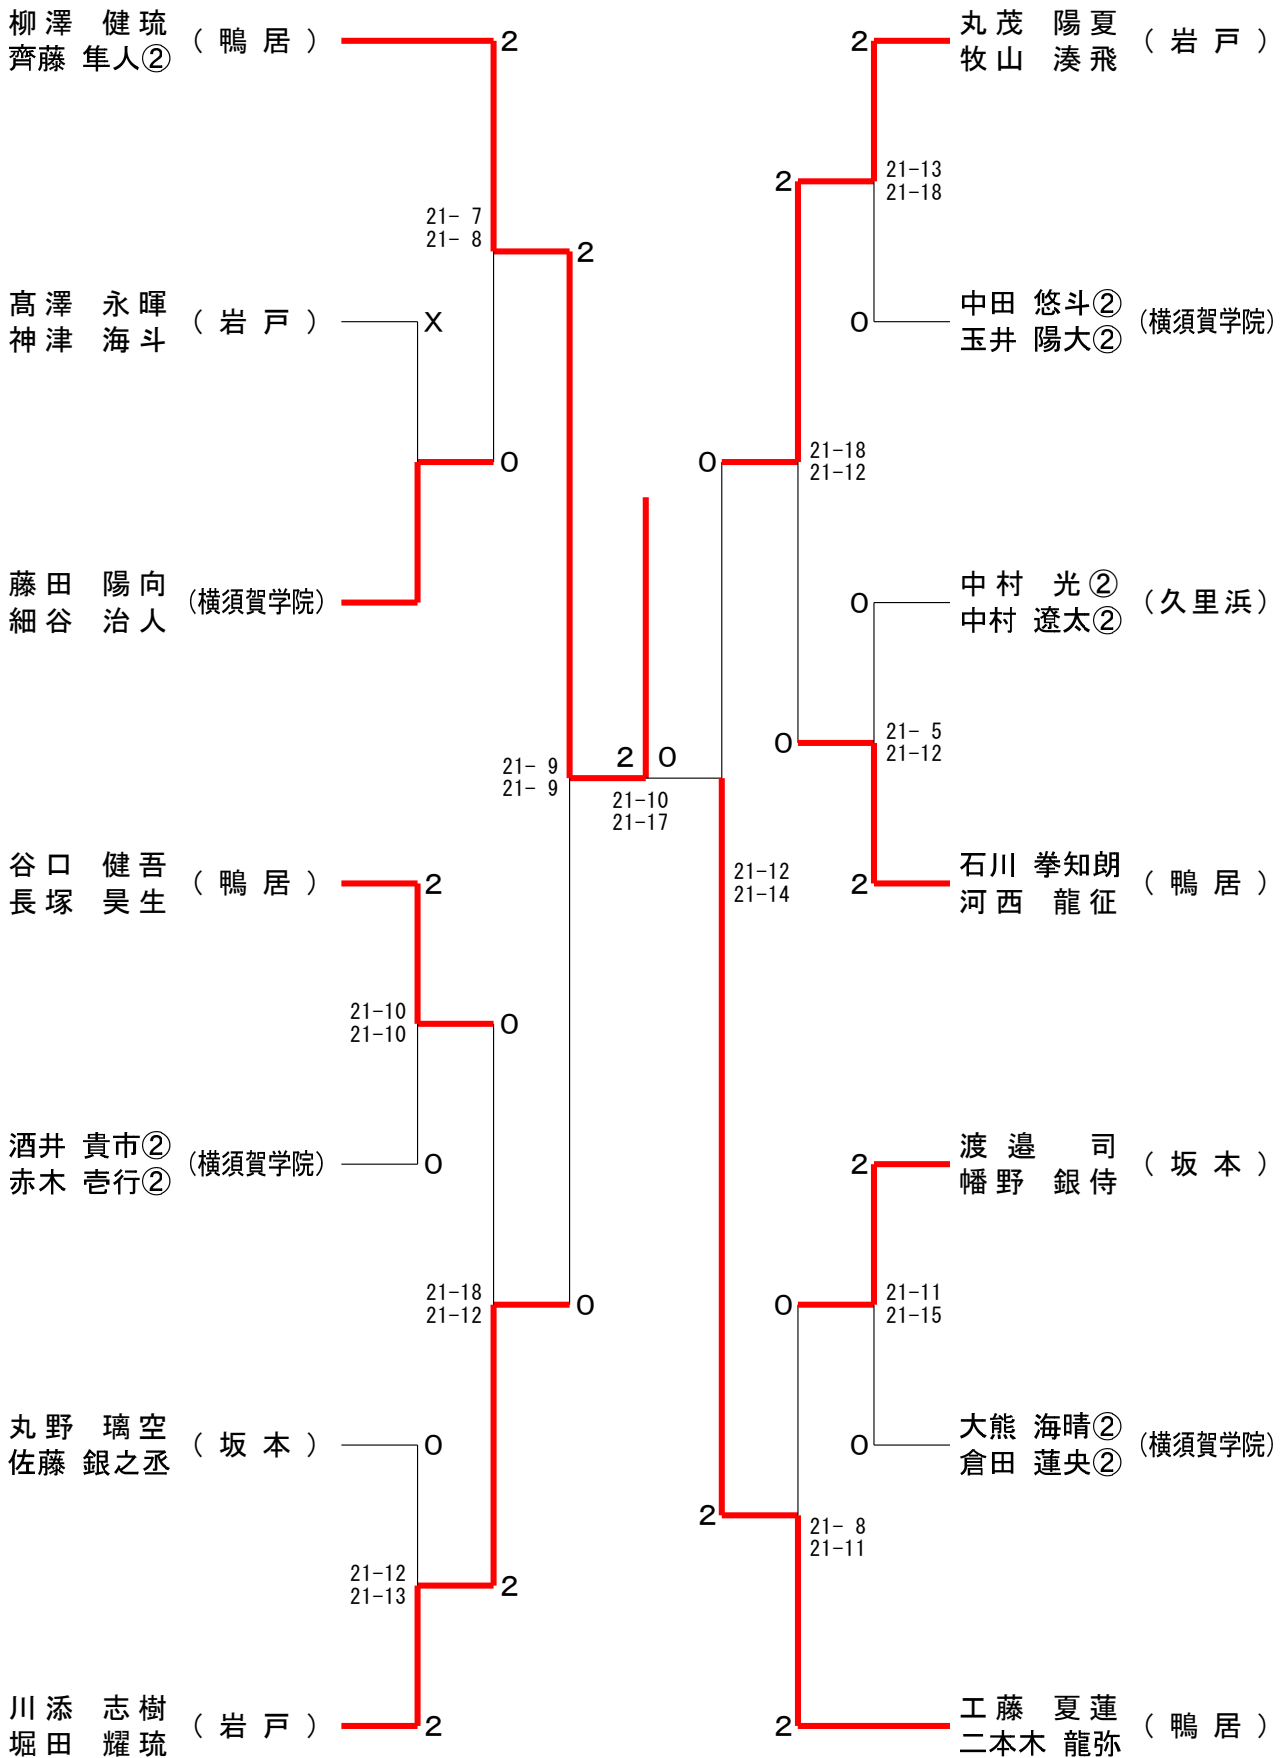 柳澤 健琉
齊藤 隼人②
(鴨居)
2
21- 7
21- 8
2
髙澤 永暉
神津 海斗
(岩戸)
X
0
藤田 陽向
細谷 治人
(横須賀学院)
21- 9
21- 9
谷口 健吾
長塚 昊生
(鴨居)
2
21-10
21-10
0
酒井 貴市②
赤木 壱行②
(横須賀学院)
0
21-18
21-12
0
丸野 璃空
佐藤 銀之丞
(坂本)
0
21-12
21-13
2
川添 志樹
堀田 耀琉
(岩戸)
2
2 0
21-10
21-17
2
丸茂 陽夏
牧山 湊飛
(岩戸)
2
21-13
21-18
0
中田 悠斗②
玉井 陽大②
(横須賀学院)
0
21-18
21-12
0
中村 光②
中村 遼太②
(久里浜)
0
21- 5
21-12
2
石川 拳知朗
河西 龍征
(鴨居)
21-12
21-14
2
渡邉 司
幡野 銀侍
(坂本)
0
21-11
21-15
0
大熊 海晴②
倉田 蓮央②
(横須賀学院)
2
21- 8
21-11
2
工藤 夏蓮
二本木 龍弥
(鴨居)